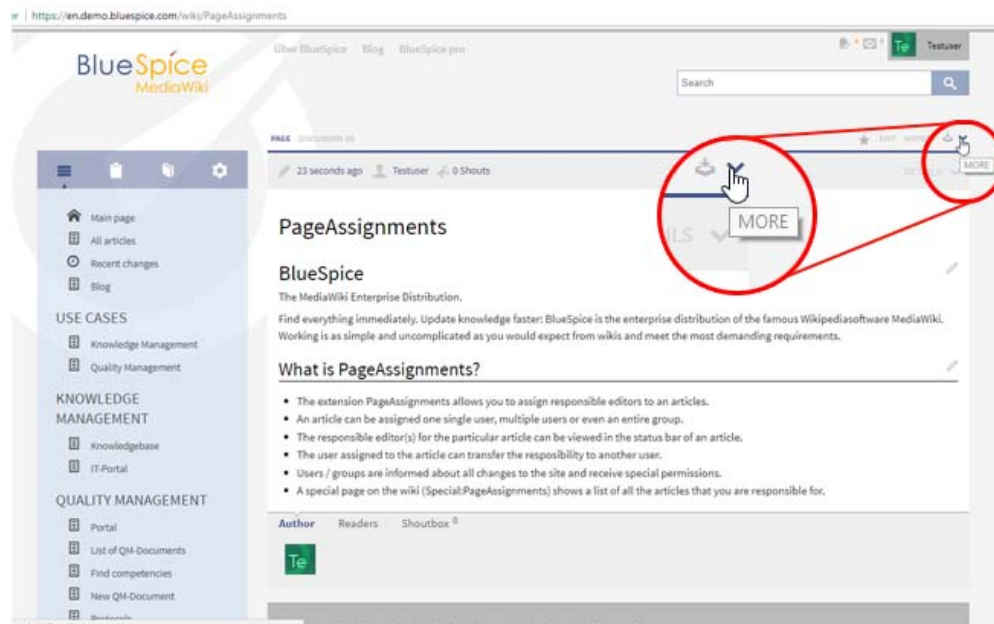 https://en.demo.bluespice.com/wiki/PageAssignments
BlueSpice
MediaWiki
Über BlueSpice Blog BlueSpice pro
Te Testuser
Search
PAGE DISCUSSION (0)
EDIT
MORE
23 seconds ago Testuser 0 Shouts
MORE
Main page
All articles
Recent changes
Blog
USE CASES
Knowledge Management
Quality Management
KNOWLEDGE
MANAGEMENT
Knowledgebase
IT-Portal
QUALITY MANAGEMENT
Portal
List of QM-Documents
Find competencies
New QM-Document
Protocols
PageAssignments
BlueSpice
The MediaWiki Enterprise Distribution.
Find everything immediately. Update knowledge faster: BlueSpice is the enterprise distribution of the famous Wikipediasoftware MediaWiki.
Working is as simple and uncomplicated as you would expect from wikis and meet the most demanding requirements.
What is PageAssignments?
The extension PageAssignments allows you to assign responsible editors to an articles.
An article can be assigned one single user, multiple users or even an entire group.
The responsible editor(s) for the particular article can be viewed in the status bar of an article.
The user assigned to the article can transfer the resposibility to another user.
Users / groups are informed about all changes to the site and receive special permissions.
A special page on the wiki (Special:PageAssignments) shows a list of all the articles that you are responsible for.
Author Readers Shoutbox 0
Te